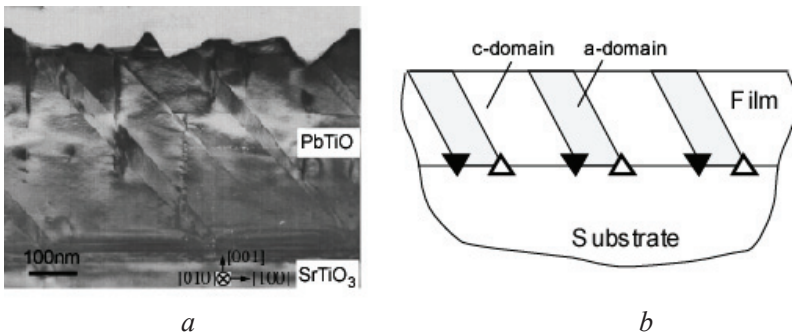 PbTiO
100nm
[001]
[010]
[100]
SrTiO₃
a
c-domain
a-domain
Film
Substrate
b